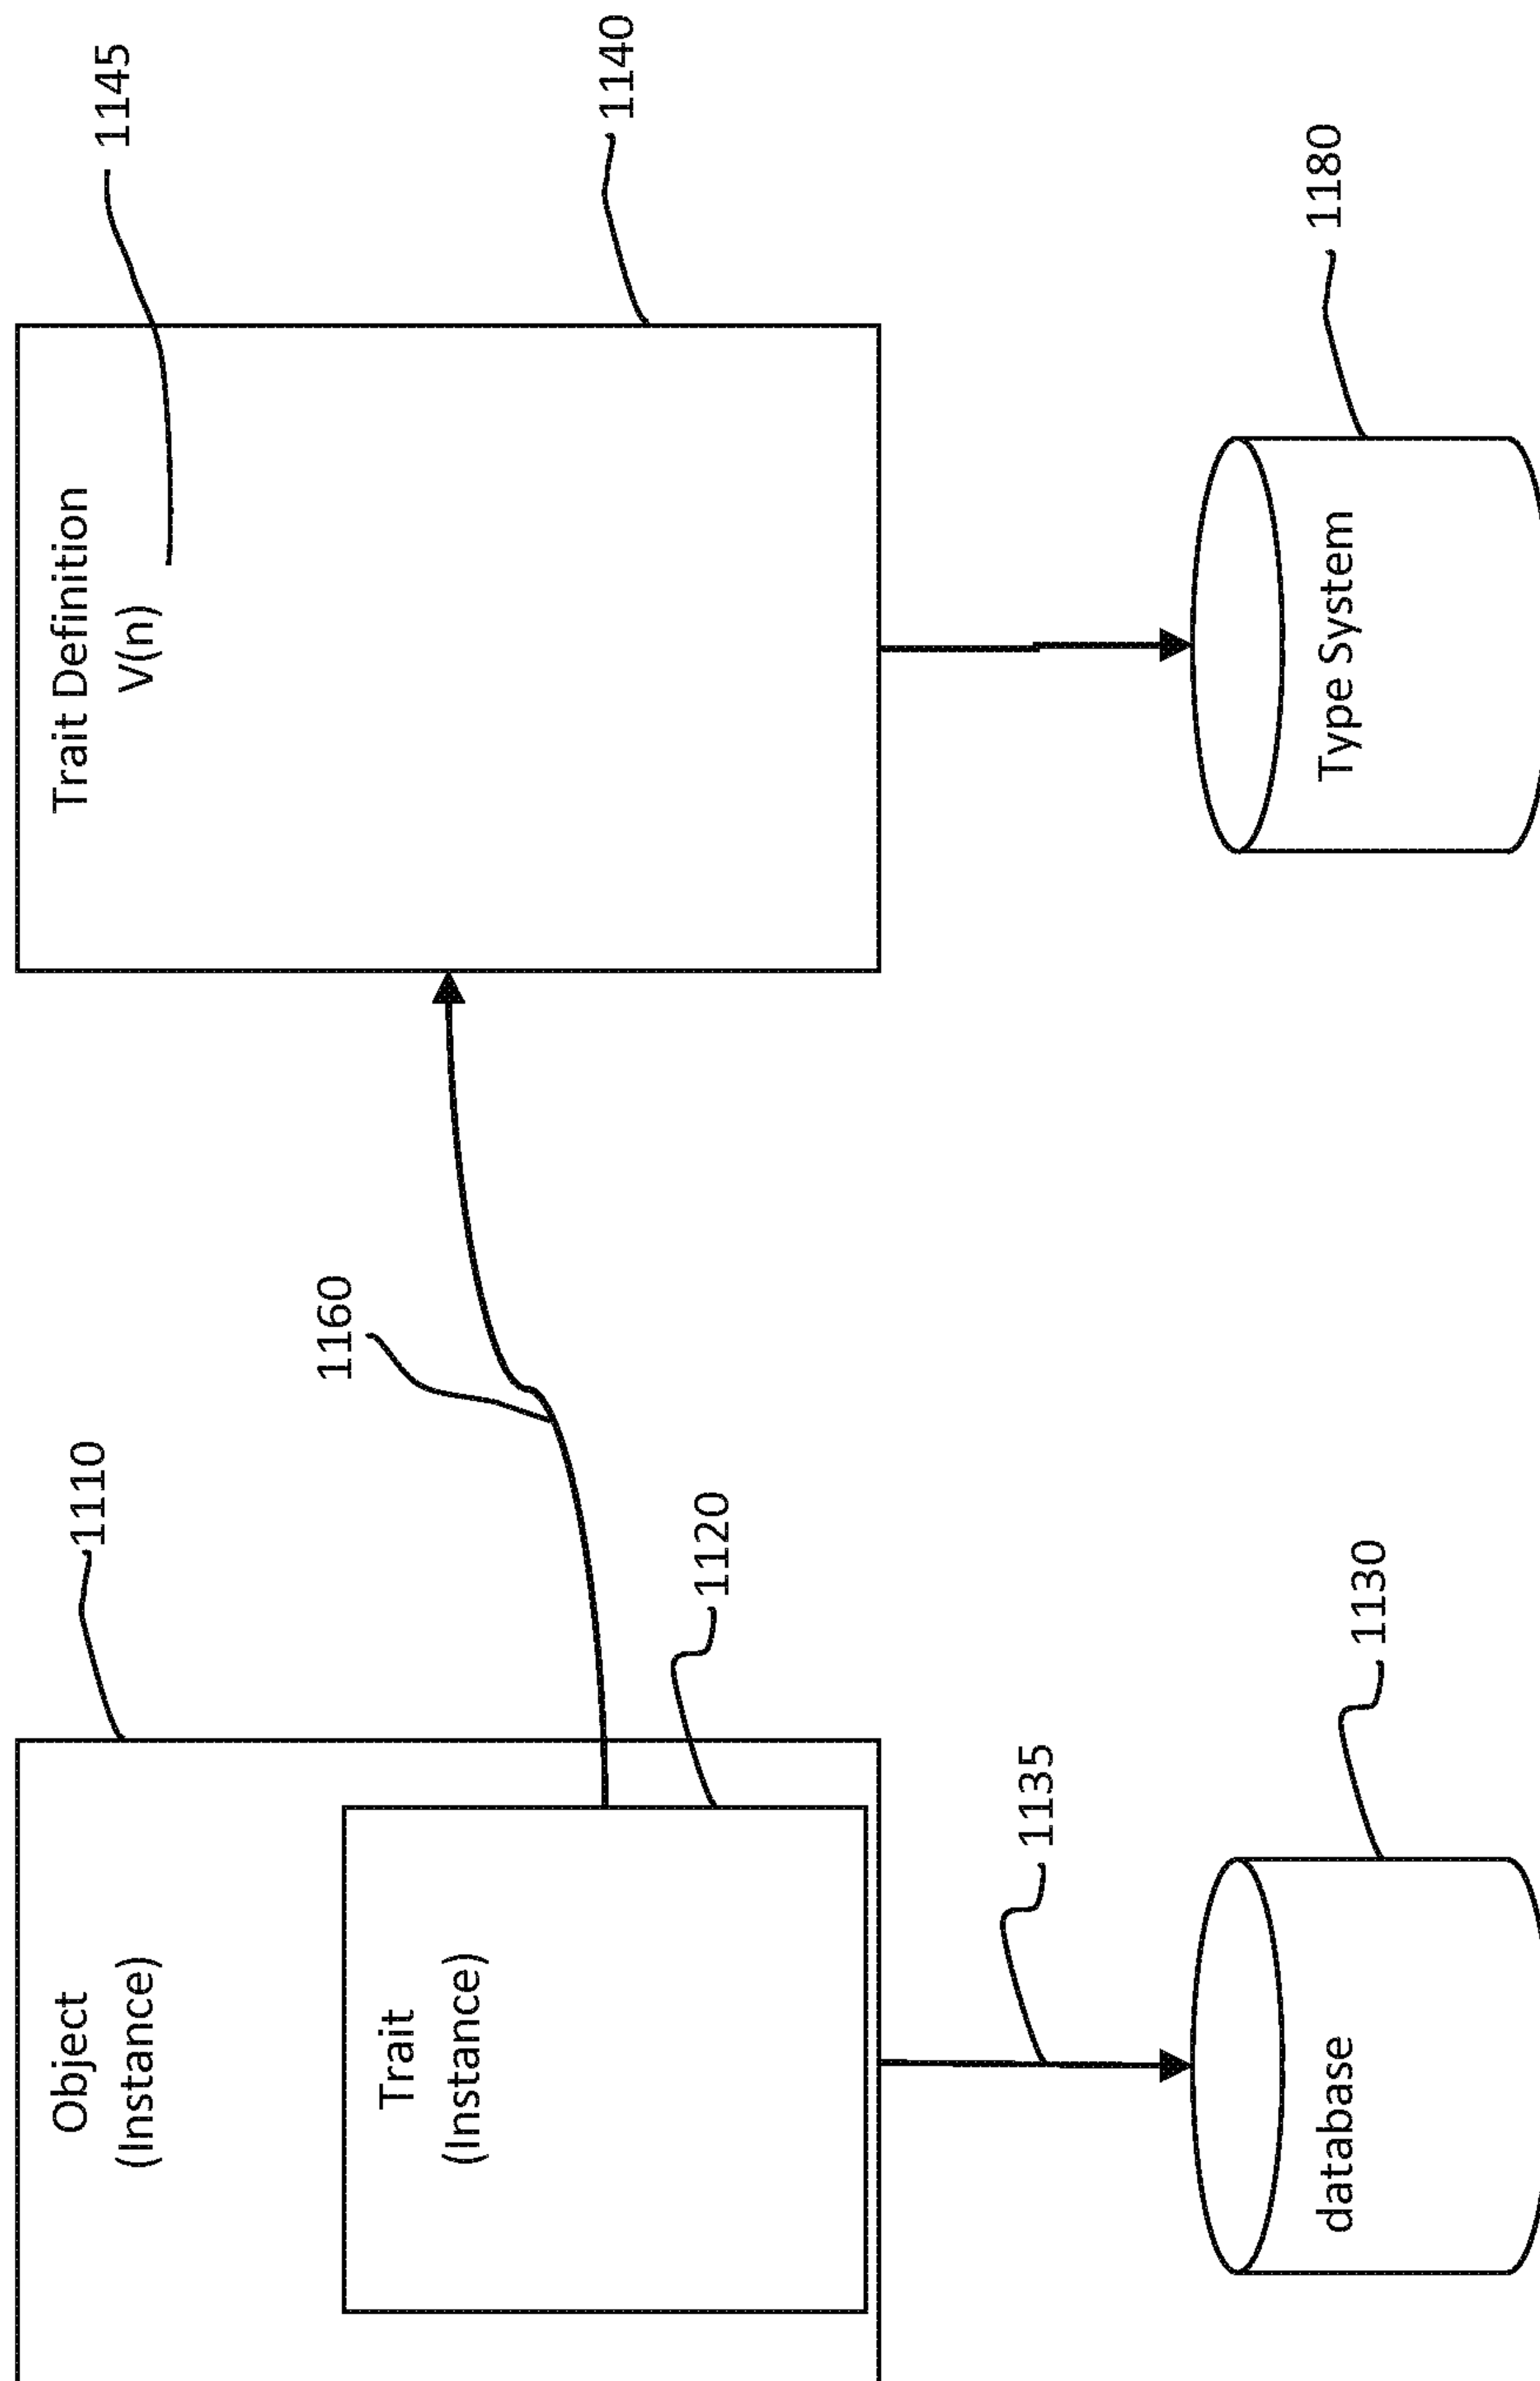 Object
(Instance)
1110
Trait
(Instance)
1120
1160
Trait Definition
V(n)
1145
1140
1135
database
1130
Type System
1180